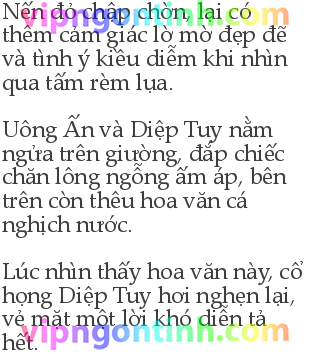 Nến đỏ chập chờn, lại có
thêm cảm giác lờ mờ đẹp đẽ
và tình ý kiều diễm khi nhìn
qua tấm rèm lụa.
Uông Ấn và Diệp Tuy nằm
ngửa trên giường, đắp chiếc
chăn lông ngỗng ấm áp, bên
trên còn thêu hoa văn cá
nghịch nước.
Lúc nhìn thấy hoa văn này, cổ
họng Diệp Tuy hơi nghẹn lại,
vẻ mặt một lời khó diễn tả
hết.
vipngontinh.com
vipngontinh.com